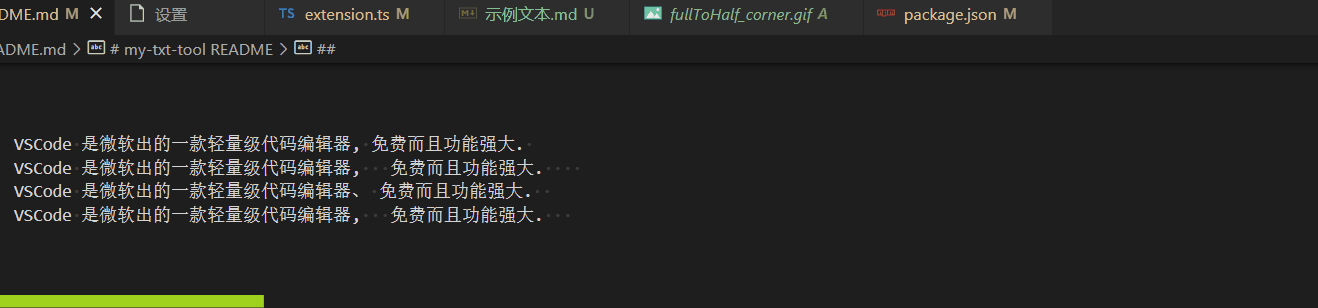 DME.md M 设置 TS extension.ts M 示例文本.md U fullToHalf_corner.gif A package.json M
ADME.md > # my-txt-tool README > ##
VSCode 是微软出的一款轻量级代码编辑器, 免费而且功能强大.
VSCode 是微软出的一款轻量级代码编辑器,   免费而且功能强大.
VSCode 是微软出的一款轻量级代码编辑器、 免费而且功能强大.
VSCode 是微软出的一款轻量级代码编辑器,   免费而且功能强大.